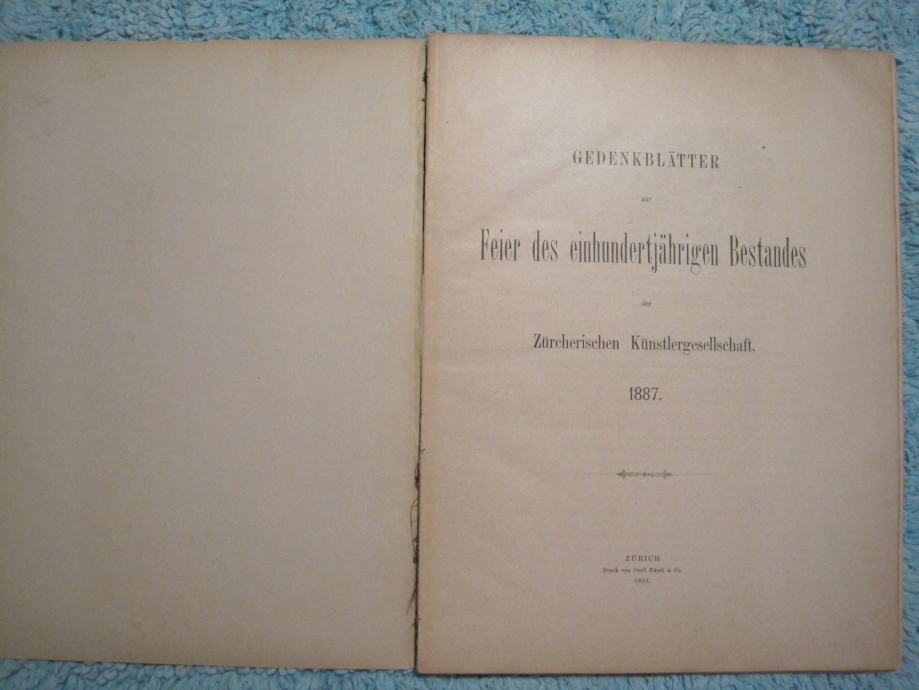 GEDENKBLÄTTER
zur
Feier des einhundertjährigen Bestandes
der
Zürcherischen Künstlergesellschaft.
1887.
ZÜRICH
Druck von Orell Füssli & Co.
1887.